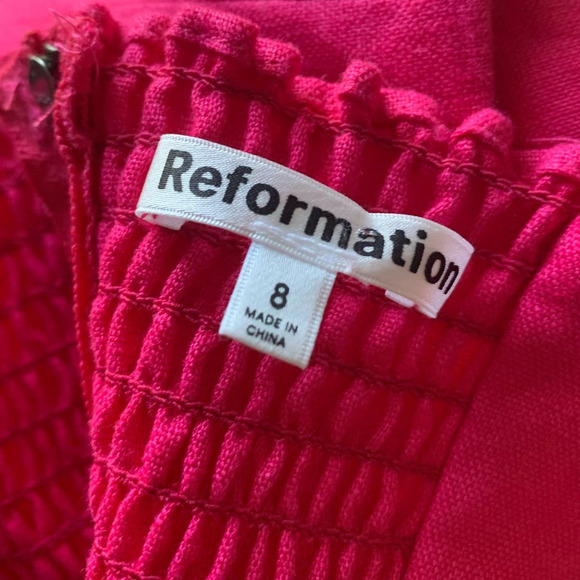 Reformation
8
MADE IN
CHINA